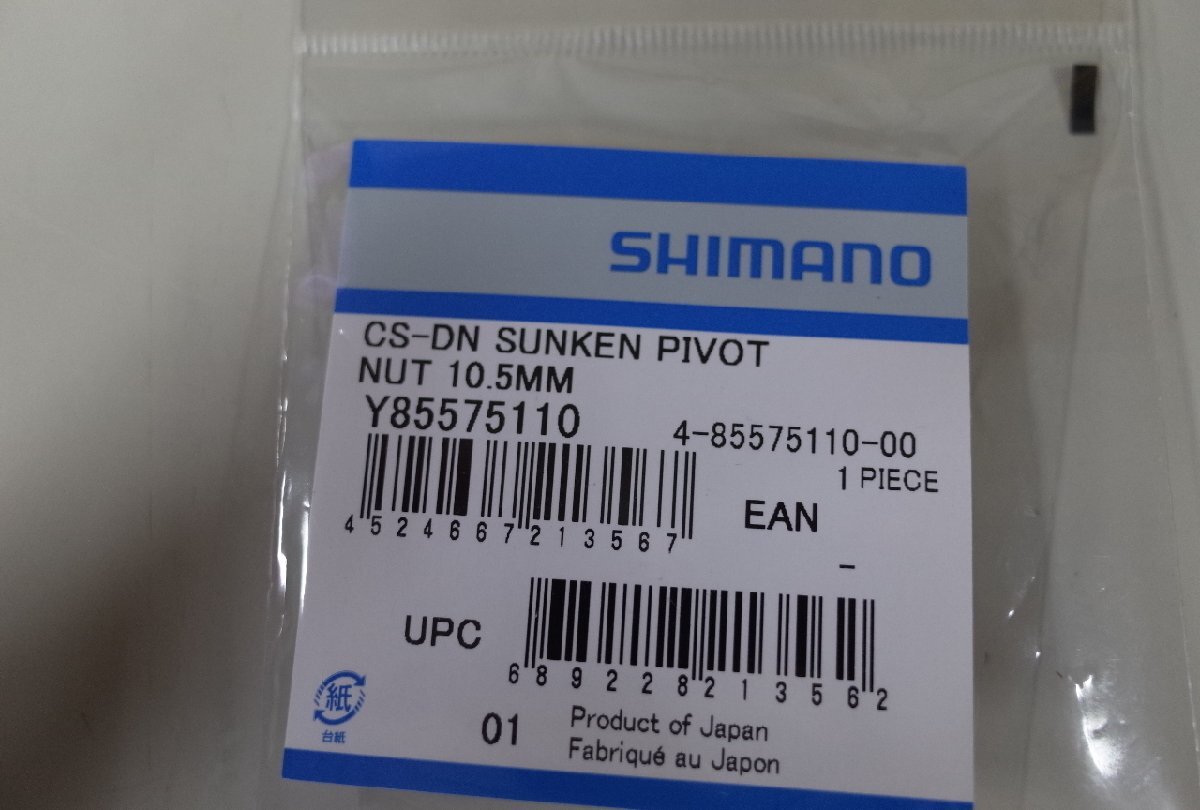 SHIMANO
CS-DN SUNKEN PIVOT
NUT 10.5MM
Y85575110
4-85575110-00
1 PIECE
4524667213567
EAN
-
UPC
689228213562
紙
台紙
01
Product of Japan
Fabriqué au Japon